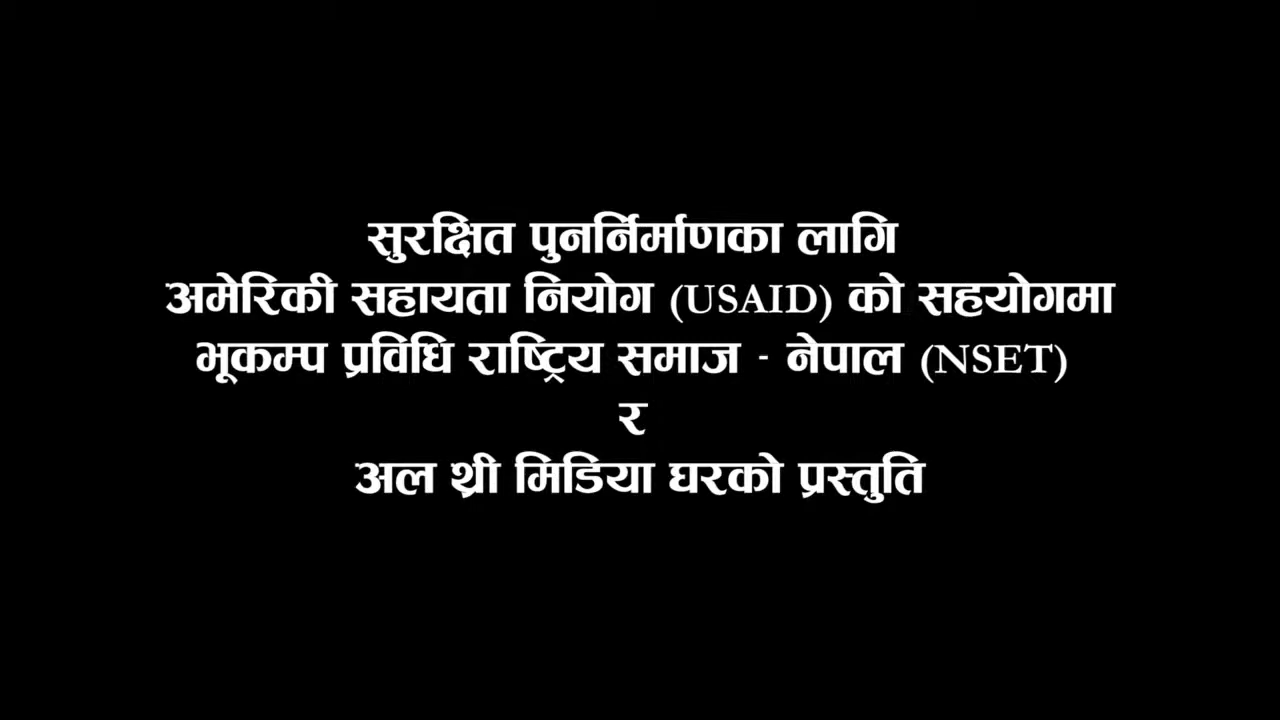 सुरक्षित पुनर्निर्माणका लागि
अमेरिकी सहायता नियोग (USAID) को सहयोगमा
भूकम्प प्रविधि राष्ट्रिय समाज - नेपाल (NSET)
र
अल थ्री मिडिया घरको प्रस्तुति